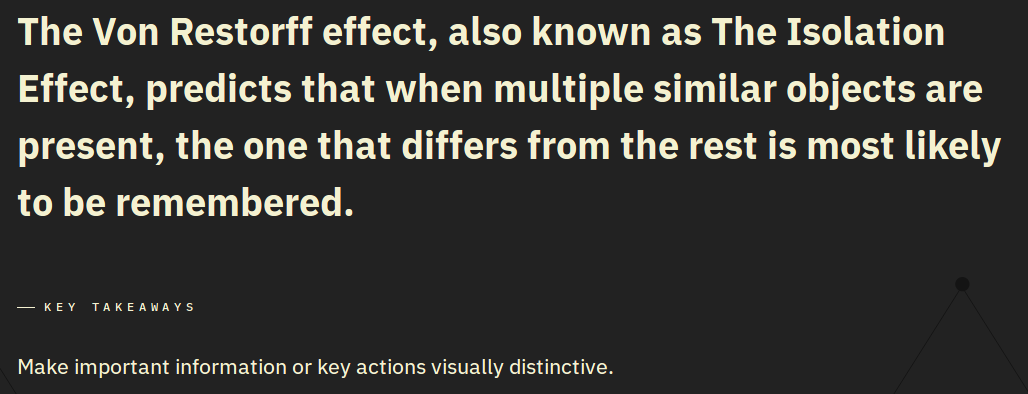 The Von Restorff effect, also known as The Isolation
Effect, predicts that when multiple similar objects are
present, the one that differs from the rest is most likely
to be remembered.
KEY TAKEAWAYS
Make important information or key actions visually distinctive.